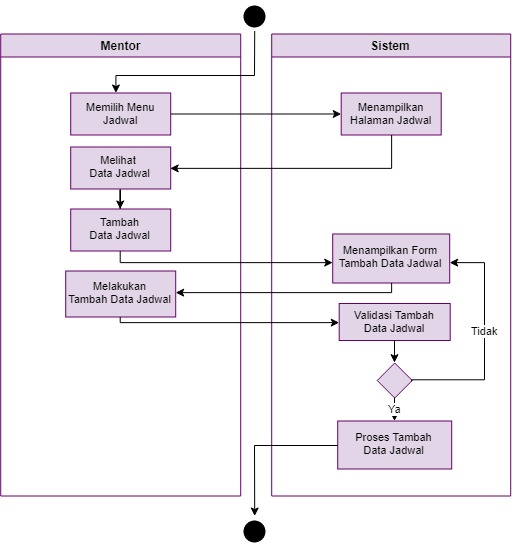 Mentor
Sistem
Memilih Menu
Jadwal
Menampilkan
Halaman Jadwal
Melihat
Data Jadwal
Tambah
Data Jadwal
Menampilkan Form
Tambah Data Jadwal
Melakukan
Tambah Data Jadwal
Validasi Tambah
Data Jadwal
Tidak
Ya
Proses Tambah
Data Jadwal